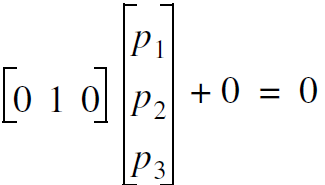 [0 1 0] [p1 p2 p3] + 0 = 0